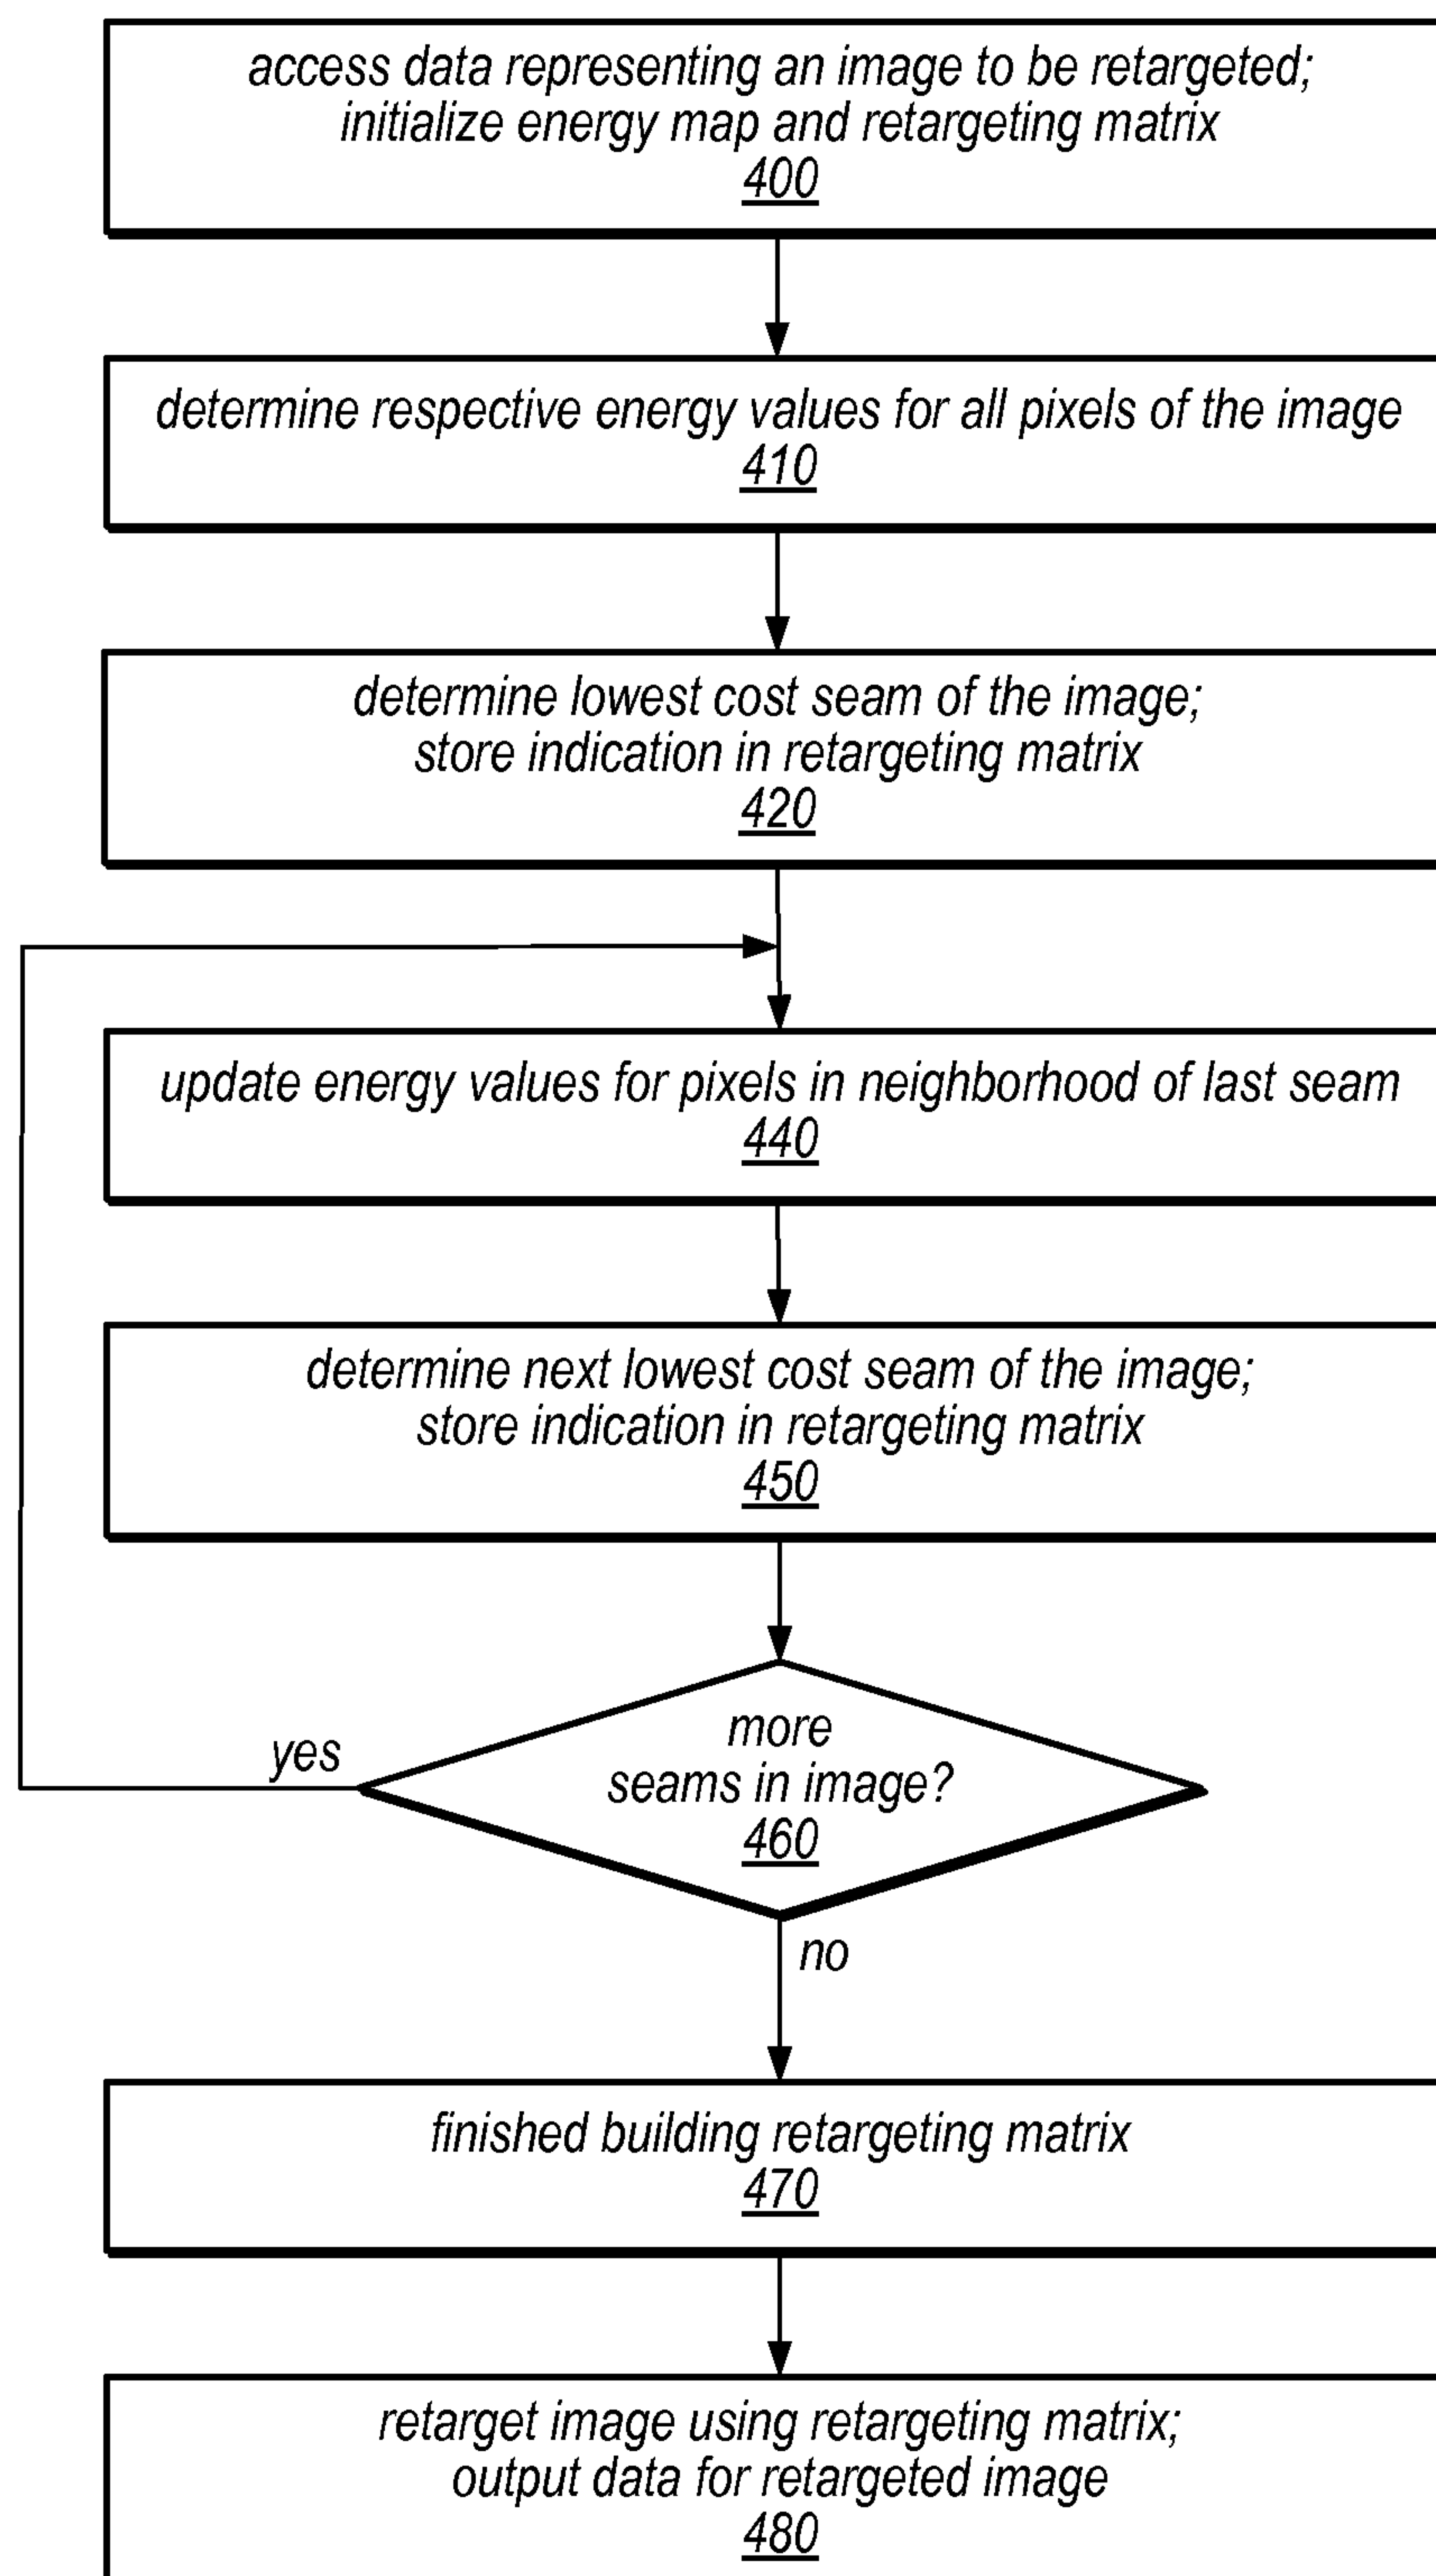 access data representing an image to be retargeted;
initialize energy map and retargeting matrix
400
determine respective energy values for all pixels of the image
410
determine lowest cost seam of the image;
store indication in retargeting matrix
420
update energy values for pixels in neighborhood of last seam
440
determine next lowest cost seam of the image;
store indication in retargeting matrix
450
more
seams in image?
460
yes
no
finished building retargeting matrix
470
retarget image using retargeting matrix;
output data for retargeted image
480